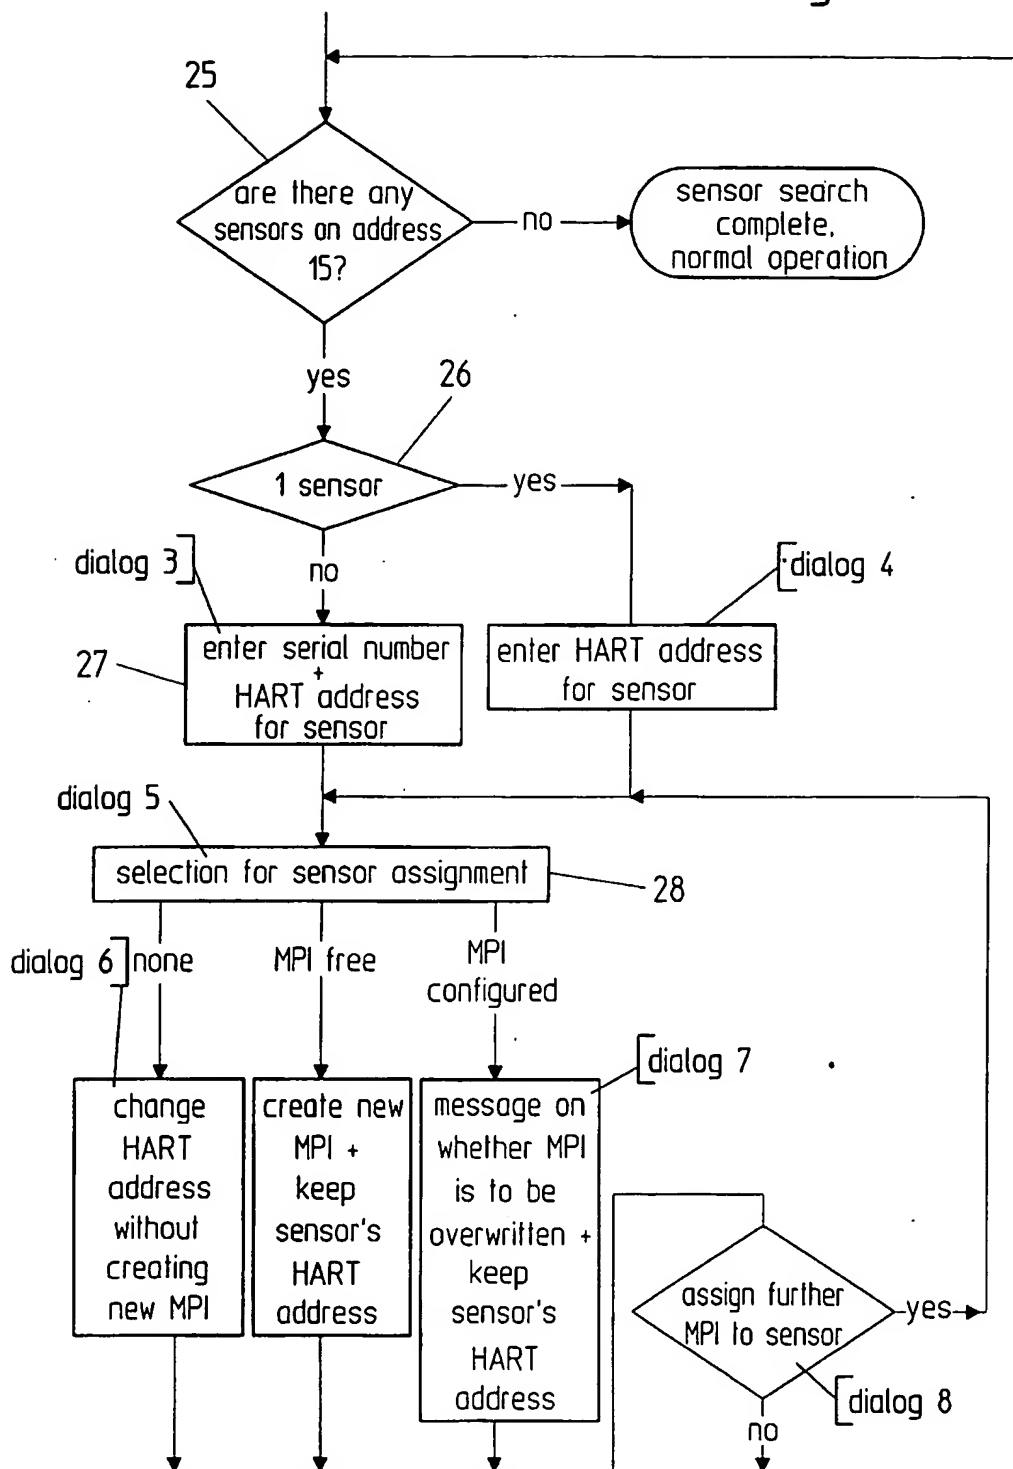 25
are there any
sensors on address
15?
no
sensor search
complete,
normal operation
yes
26
1 sensor
yes
dialog 3
no
dialog 4
27
enter serial number
+
HART address
for sensor
enter HART address
for sensor
dialog 5
selection for sensor assignment
28
dialog 6
none
MPI free
MPI
configured
dialog 7
change
HART
address
without
creating
new MPI
create new
MPI +
keep
sensor's
HART
address
message on
whether MPI
is to be
overwritten +
keep
sensor's
HART
address
assign further
MPI to sensor
yes
dialog 8
no